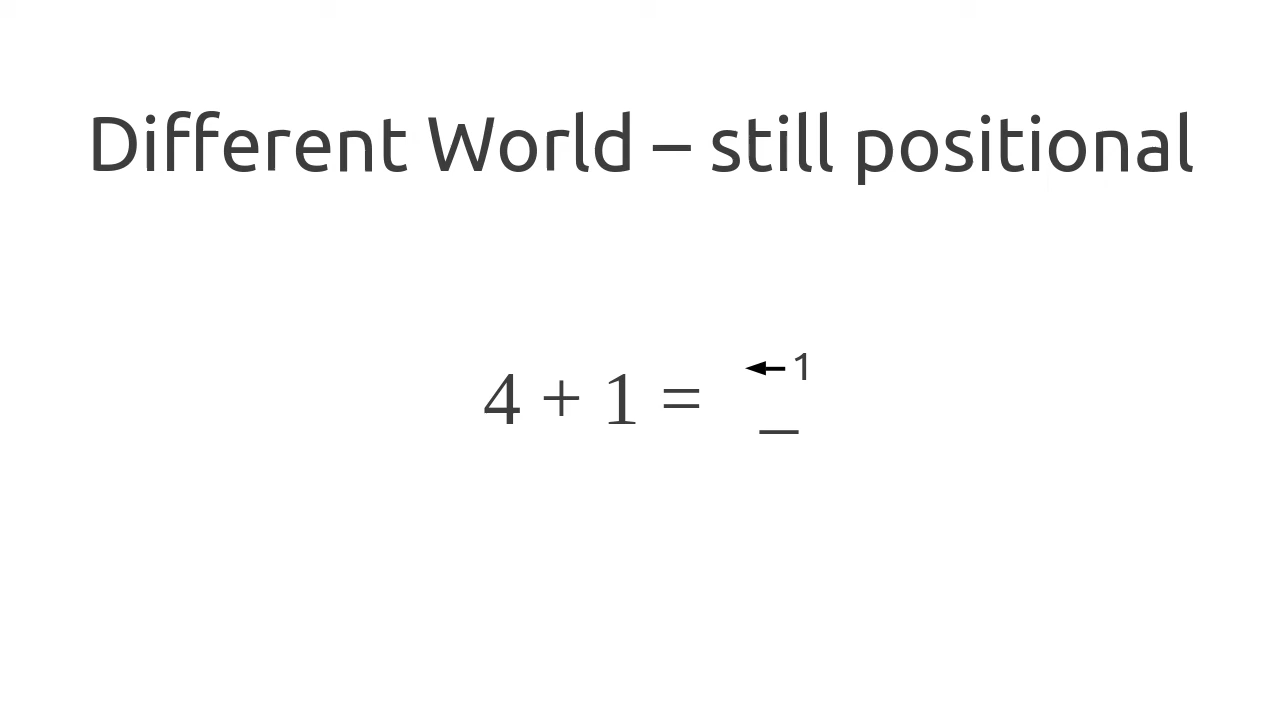 Different World – still positional
←1
4 + 1 = _